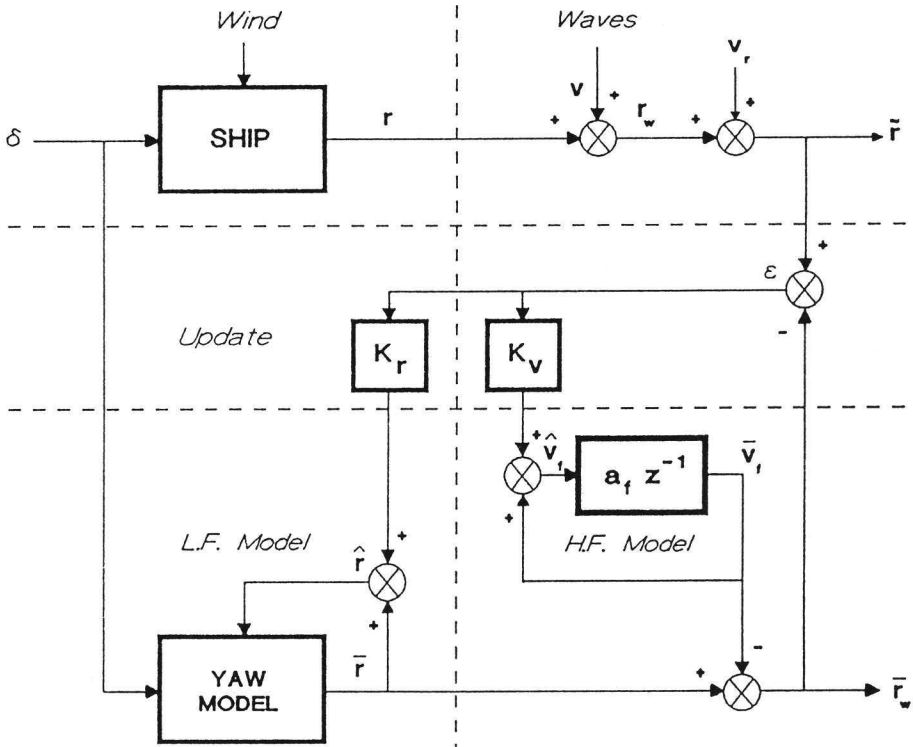 Wind
Waves
v_r
v
+
δ
SHIP
r
+
r_w
+
+
r̃
+
ε
-
Update
K_r
K_v
+
v̂_f
a_f z⁻¹
v̄_f
+
L.F. Model
H.F. Model
+
r̂
+
YAW
MODEL
r̄
+
-
r̄_w